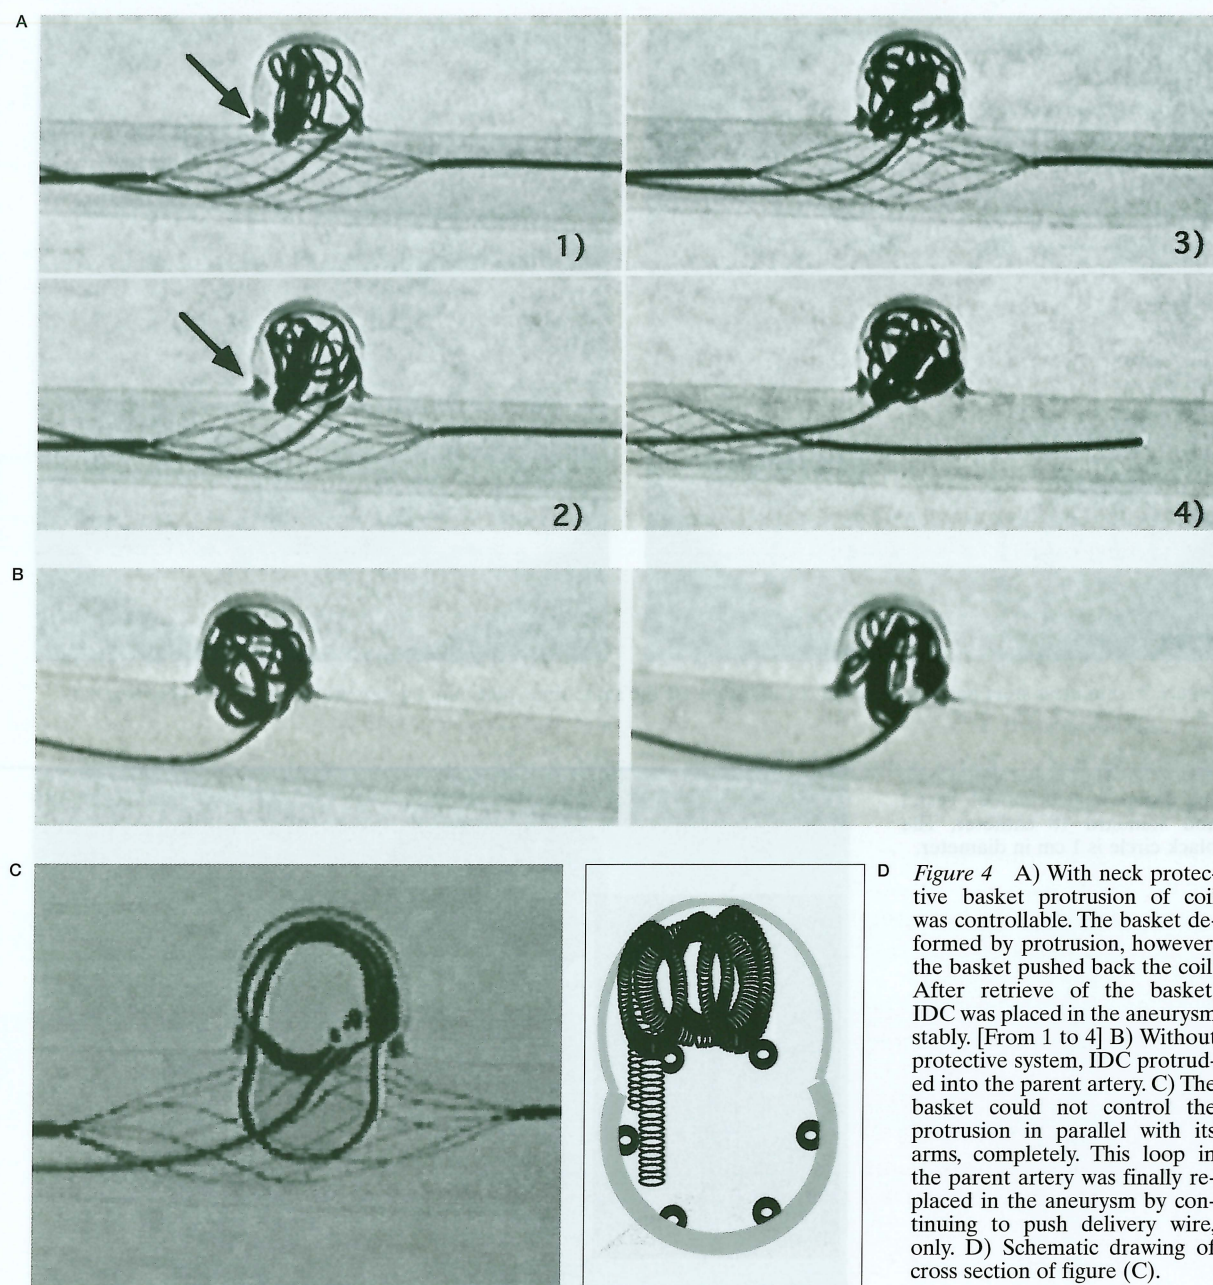 A
1)
3)
2)
4)
B
C
D
Figure 4 A) With neck protec-
tive basket protrusion of coil
was controllable. The basket de-
formed by protrusion, however
the basket pushed back the coil.
After retrieve of the basket
IDC was placed in the aneurysm
stably. [From 1 to 4] B) Without
protective system, IDC protrud-
ed into the parent artery. C) The
basket could not control the
protrusion in parallel with its
arms, completely. This loop in
the parent artery was finally re-
placed in the aneurysm by con-
tinuing to push delivery wire,
only. D) Schematic drawing of
cross section of figure (C).